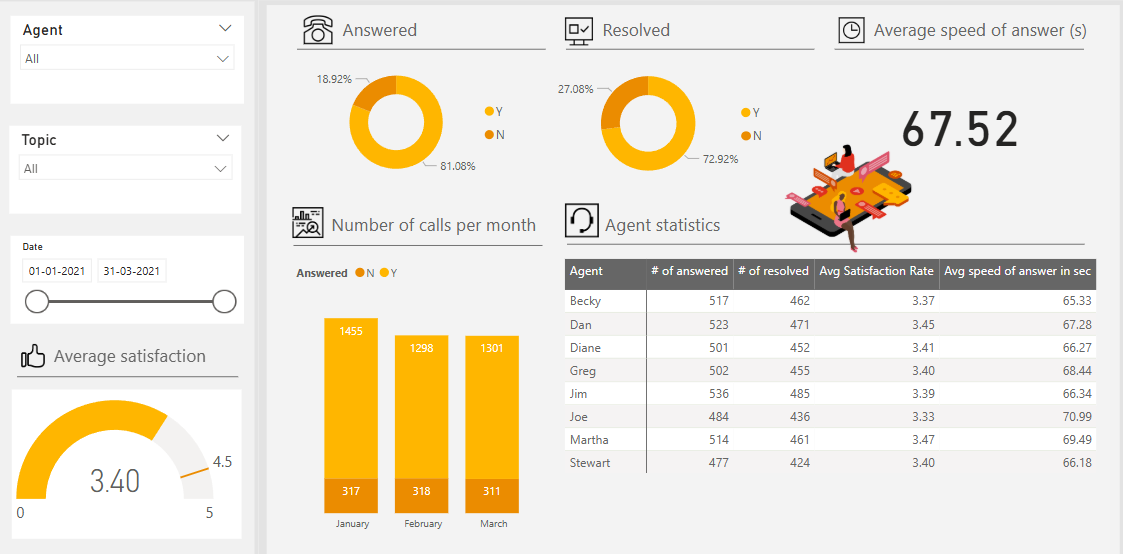 Agent
All
Topic
All
Date
01-01-2021 31-03-2021
Average satisfaction
3.40
4.5
0 5
Answered
18.92%
81.08%
Y
N
Resolved
27.08%
72.92%
Y
N
Average speed of answer (s)
67.52
Number of calls per month
Answered N Y
1455 1298 1301
317 318 311
January February March
Agent statistics
Agent # of answered # of resolved Avg Satisfaction Rate Avg speed of answer in sec
Becky 517 462 3.37 65.33
Dan 523 471 3.45 67.28
Diane 501 452 3.41 66.27
Greg 502 455 3.40 68.44
Jim 536 485 3.39 66.34
Joe 484 436 3.33 70.99
Martha 514 461 3.47 69.49
Stewart 477 424 3.40 66.18